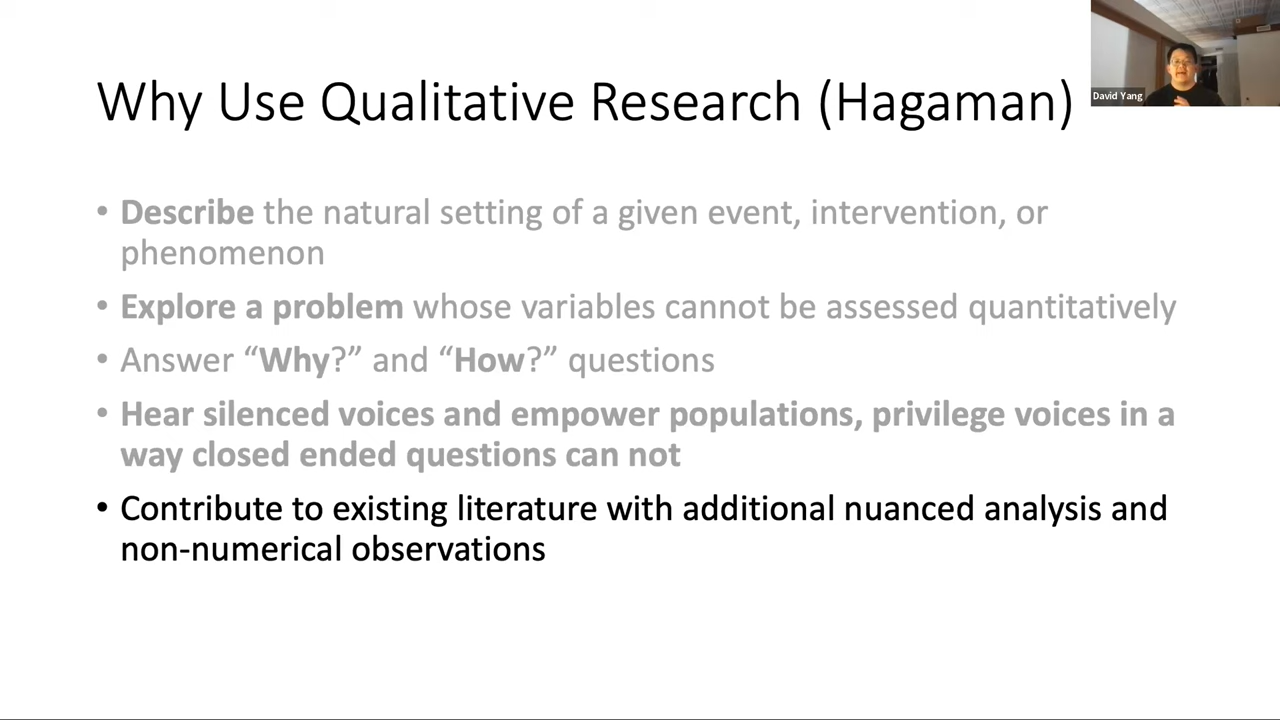 Why Use Qualitative Research (Hagaman)
David Yang
• Describe the natural setting of a given event, intervention, or
phenomenon
• Explore a problem whose variables cannot be assessed quantitatively
• Answer “Why?” and “How?” questions
• Hear silenced voices and empower populations, privilege voices in a
way closed ended questions can not
• Contribute to existing literature with additional nuanced analysis and
non-numerical observations